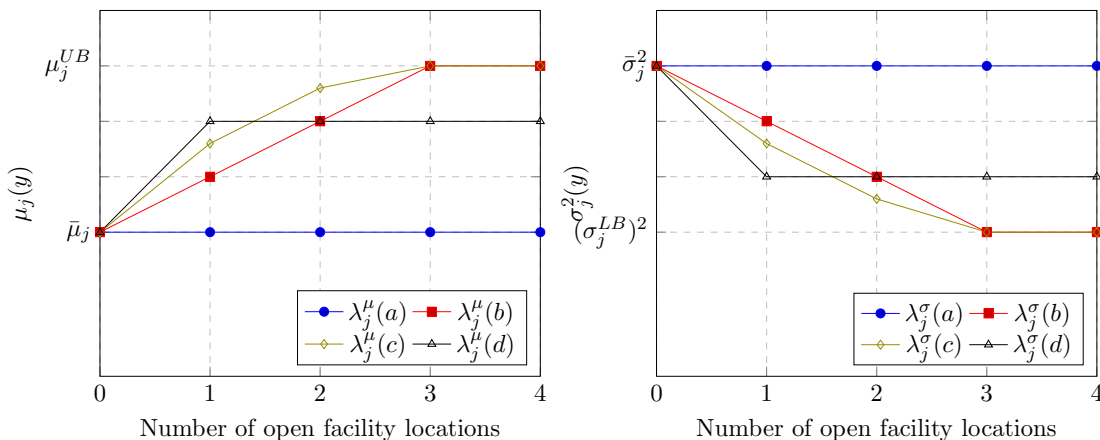 μ_j^{UB}
μ̄_j
μ_j(y)
λ_j^μ(a) λ_j^μ(b)
λ_j^μ(c) λ_j^μ(d)
0 1 2 3 4
Number of open facility locations
σ̄_j^2
(σ_j^{LB})^2
σ_j^2(y)
λ_j^σ(a) λ_j^σ(b)
λ_j^σ(c) λ_j^σ(d)
0 1 2 3 4
Number of open facility locations